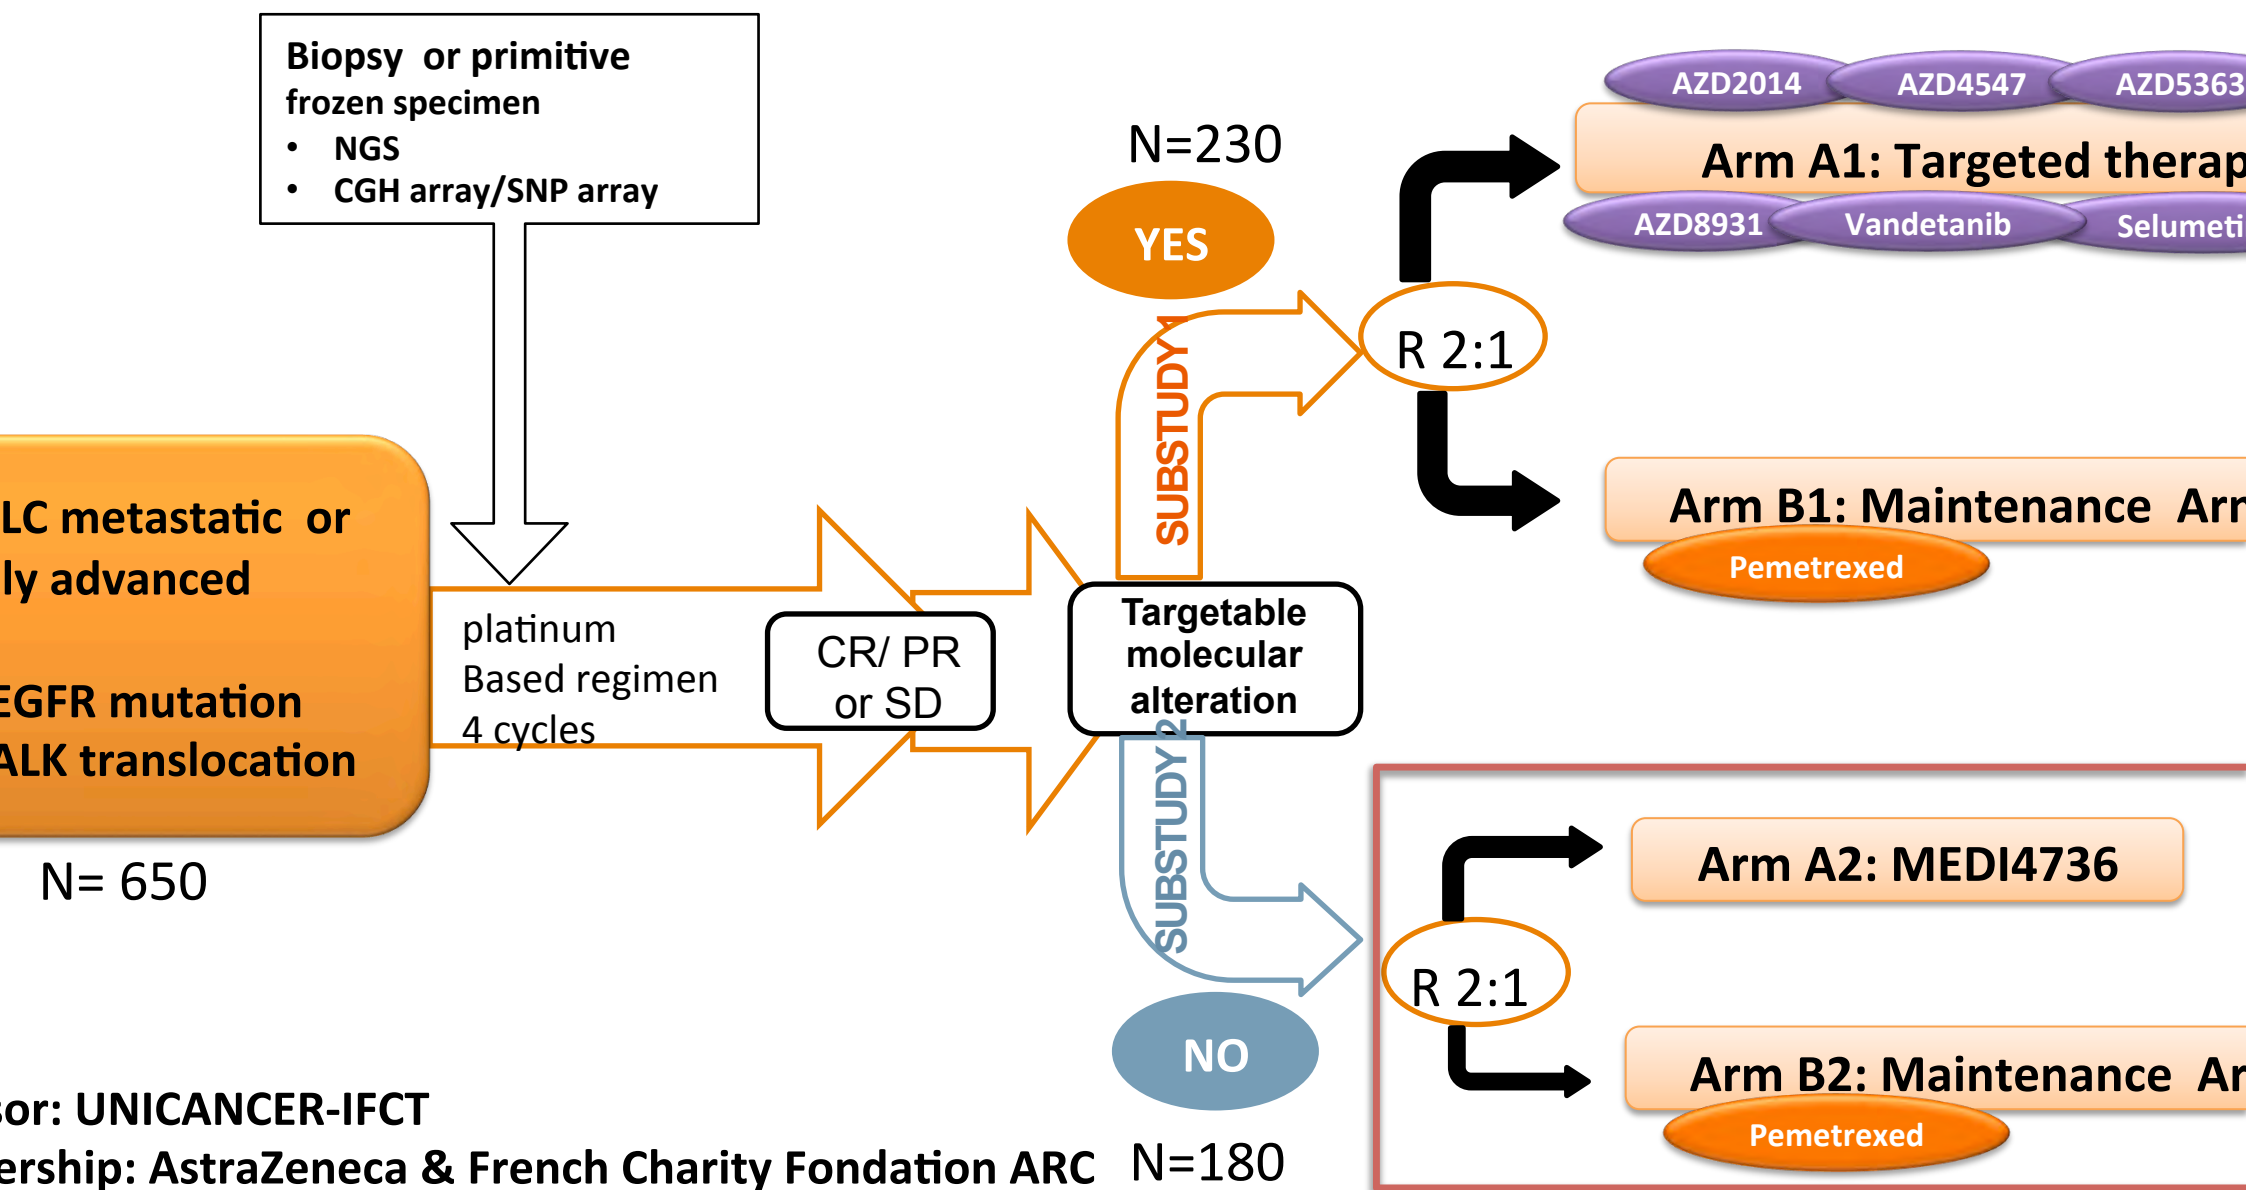 Biopsy or primitive
frozen specimen
• NGS
• CGH array/SNP array
N=230
YES
SUBSTUDY 1
R 2:1
AZD2014
AZD4547
AZD5363
Arm A1: Targeted therap
AZD8931
Vandetanib
Selumeti
Arm B1: Maintenance Arm
Pemetrexed
LC metastatic or
ly advanced
EGFR mutation
ALK translocation
N= 650
platinum
Based regimen
4 cycles
CR/ PR
or SD
Targetable
molecular
alteration
SUBSTUDY 2
NO
N=180
R 2:1
Arm A2: MEDI4736
Arm B2: Maintenance Ar
Pemetrexed
sor: UNICANCER-IFCT
ership: AstraZeneca & French Charity Fondation ARC